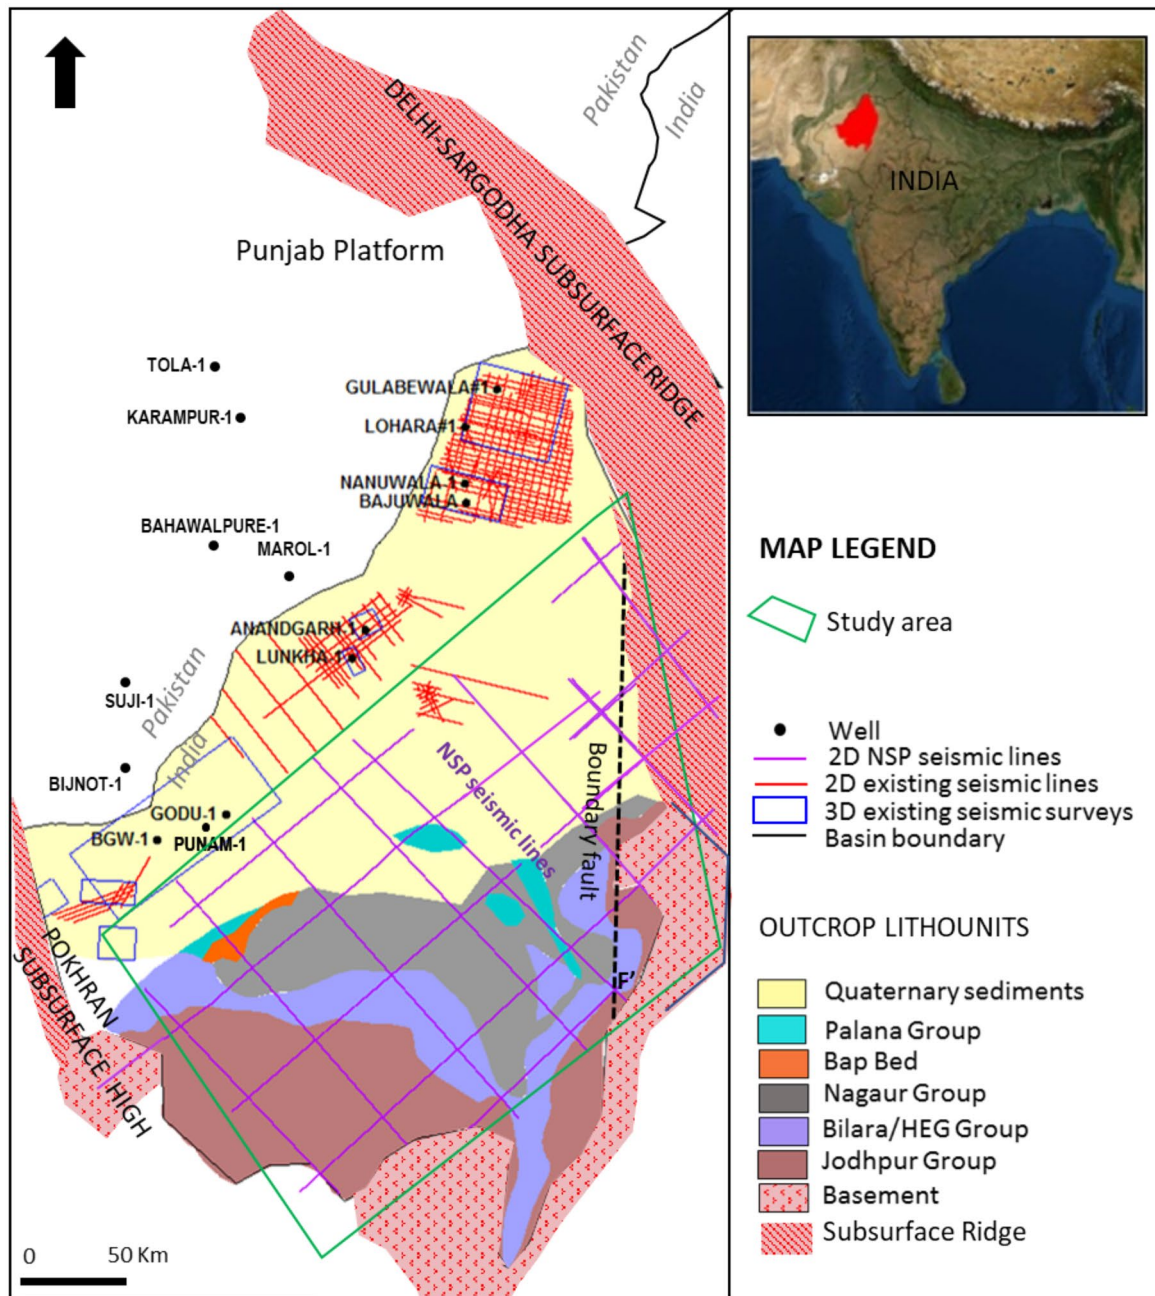 Pakistan
India
DELHI-SARGODHA SUBSURFACE RIDGE
INDIA
Punjab Platform
TOLA-1
KARAMPUR-1
GULABEWALA#1
LOHARA#1
NANUWALA-1
BAJUWALA
BAHAWALPURE-1
MAROL-1
ANANDGARH-1
LUNKHA-1
SUJI-1
Pakistan
India
BIJNOT-1
GODU-1
BGW-1
PUNAM-1
NSP seismic lines
Boundary fault
F'
POKHRAN
SUBSURFACE HIGH
0 50 Km
MAP LEGEND
Study area
Well
2D NSP seismic lines
2D existing seismic lines
3D existing seismic surveys
Basin boundary
OUTCROP LITHOUNITS
Quaternary sediments
Palana Group
Bap Bed
Nagaur Group
Bilara/HEG Group
Jodhpur Group
Basement
Subsurface Ridge